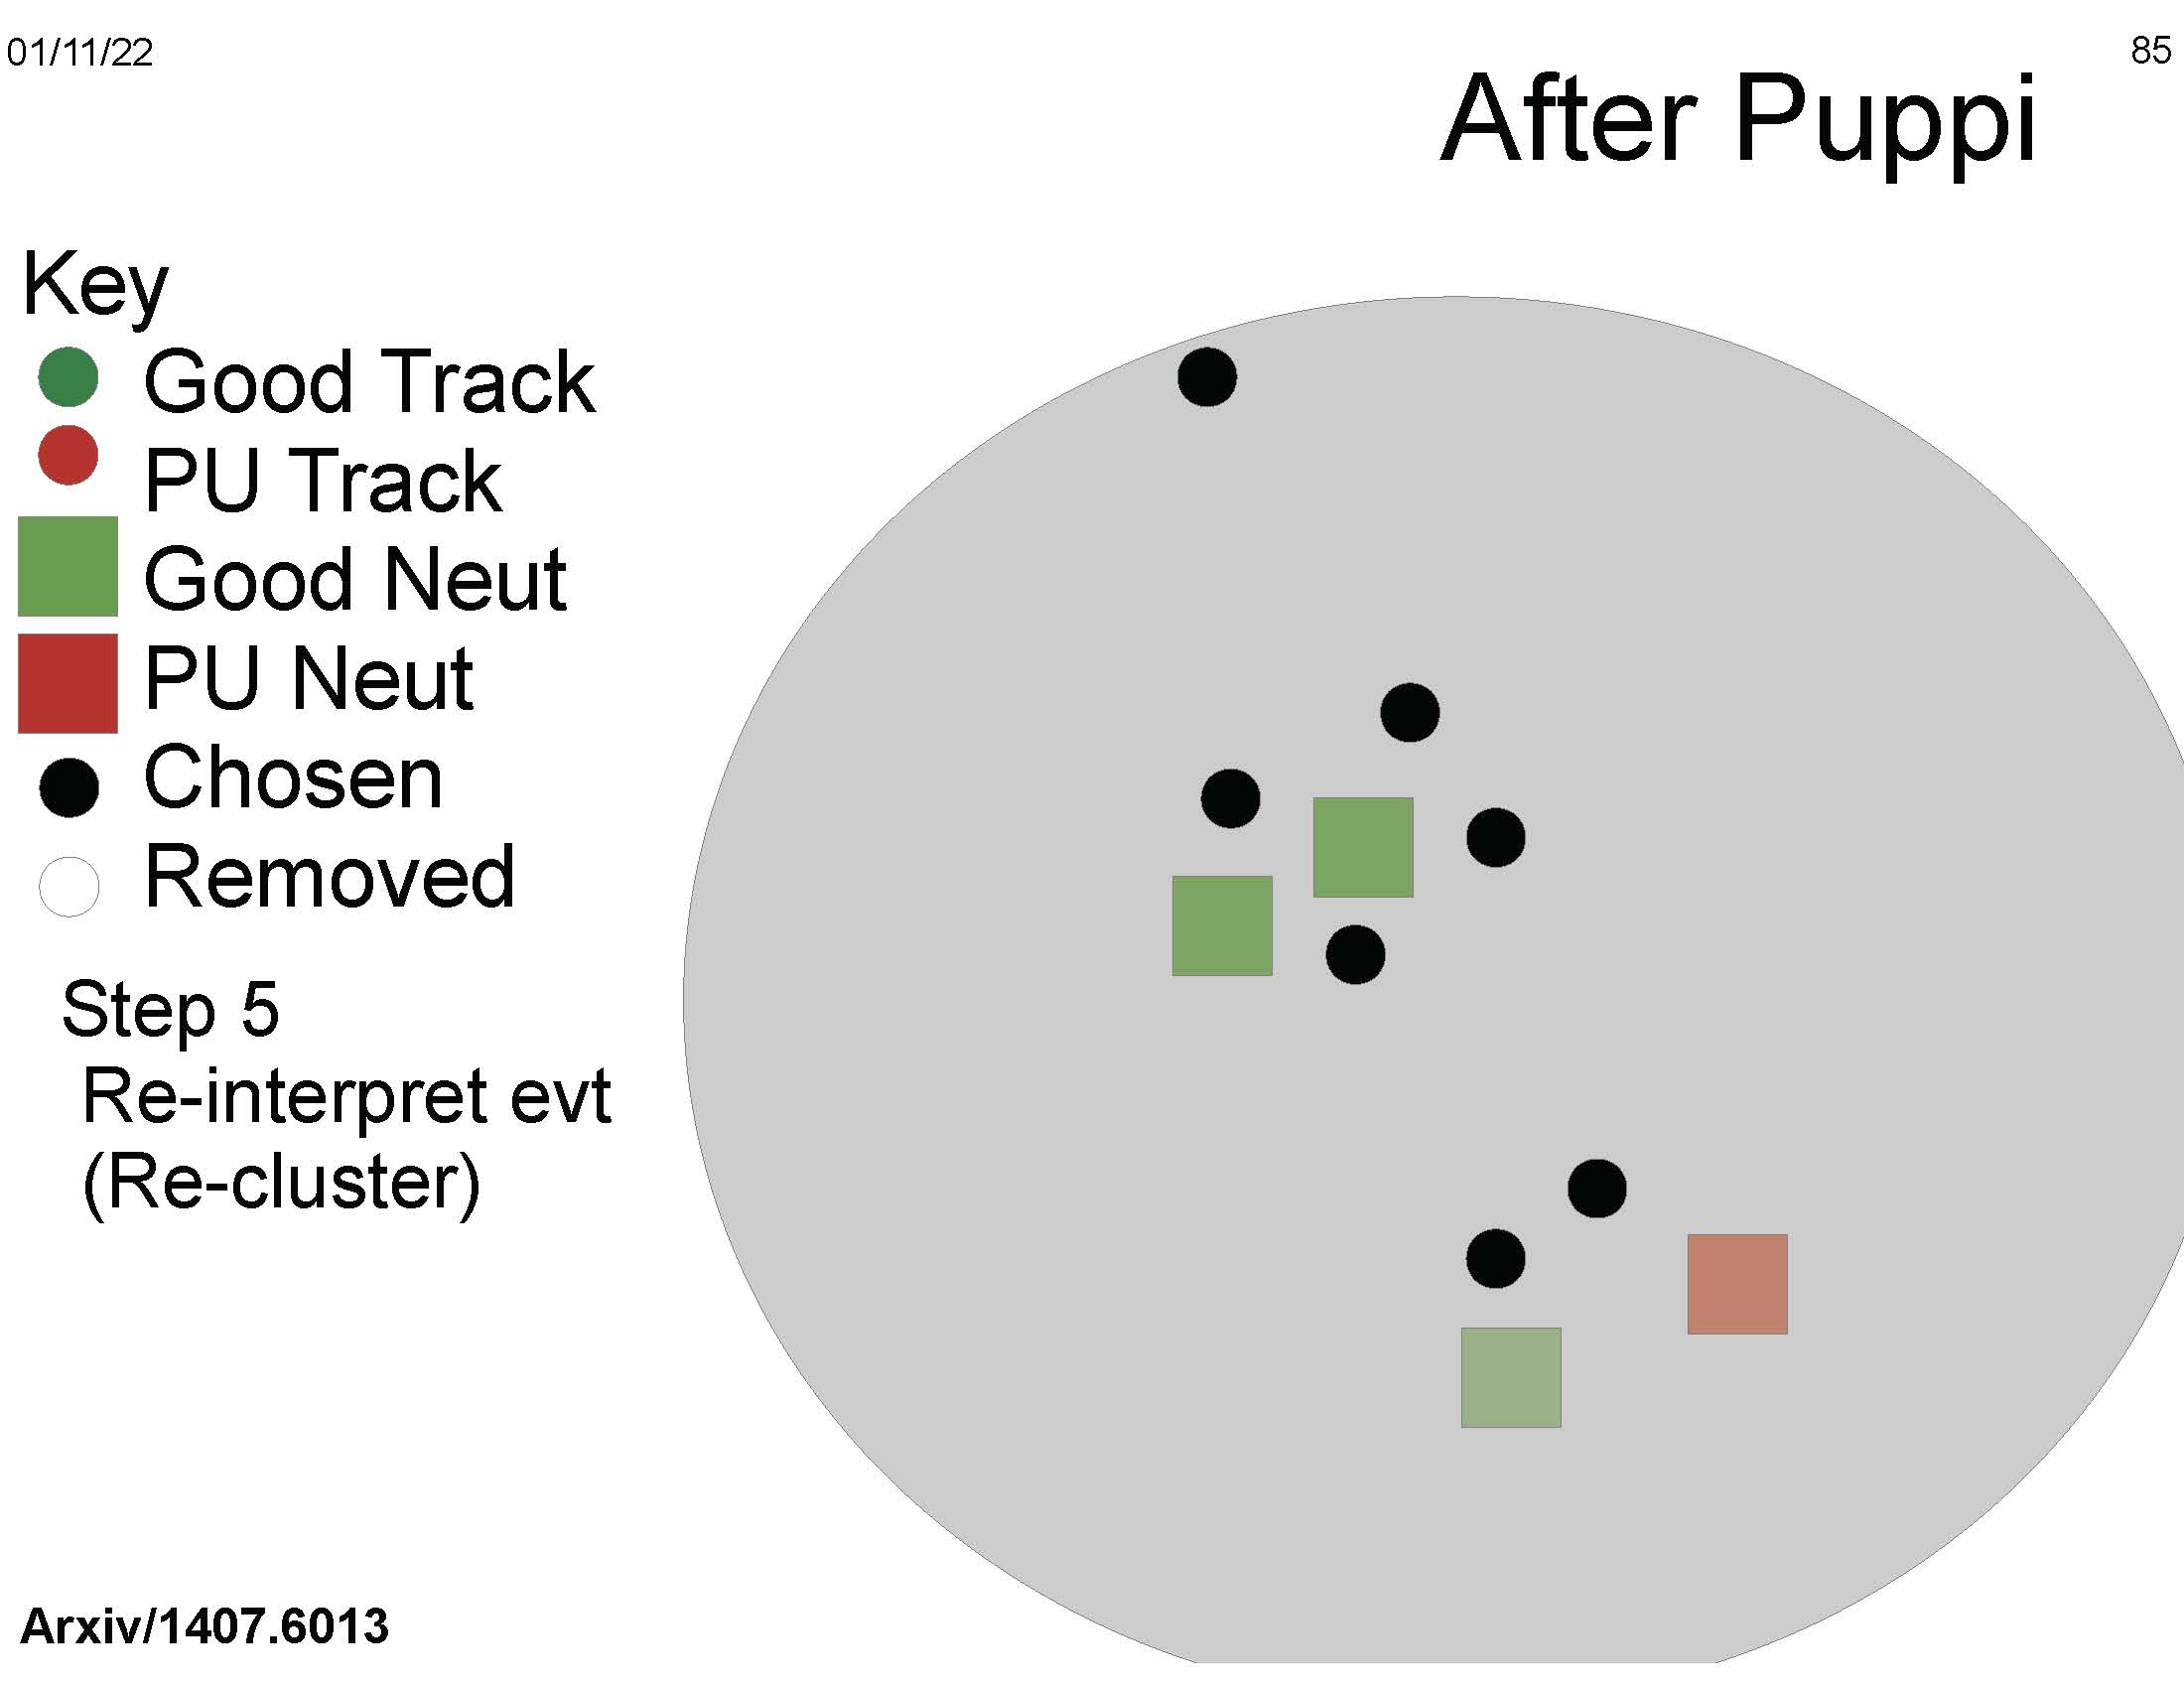 01/11/22
85
After Puppi
Key
Good Track
PU Track
Good Neut
PU Neut
Chosen
Removed
Step 5
Re-interpret evt
(Re-cluster)
Arxiv/1407.6013